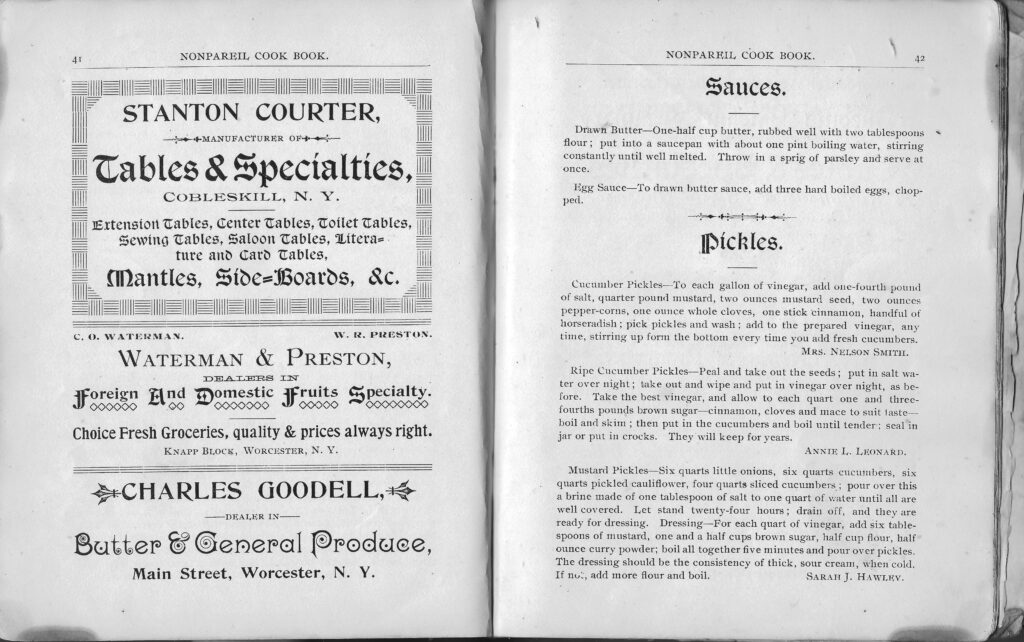 41
NONPAREIL COOK BOOK.
STANTON COURTER,
MANUFACTURER OF
Tables & Specialties,
COBLESKILL, N. Y.
Extension Tables, Center Tables, Toilet Tables,
Sewing Tables, Saloon Tables, Litera=
ture and Card Tables,
Mantles, Side=Boards, &c.
C. O. WATERMAN.
W. R. PRESTON.
WATERMAN & PRESTON,
DEALERS IN
Foreign And Domestic Fruits Specialty.
Choice Fresh Groceries, quality & prices always right.
KNAPP BLOCK, WORCESTER, N. Y.
CHARLES GOODELL,
DEALER IN
Butter & General Produce,
Main Street, Worcester, N. Y.
NONPAREIL COOK BOOK.
42
Sauces.
Drawn Butter—One-half cup butter, rubbed well with two tablespoons
flour; put into a saucepan with about one pint boiling water, stirring
constantly until well melted. Throw in a sprig of parsley and serve at
once.
Egg Sauce—To drawn butter sauce, add three hard boiled eggs, chop-
ped.
Pickles.
Cucumber Pickles—To each gallon of vinegar, add one-fourth pound
of salt, quarter pound mustard, two ounces mustard seed, two ounces
pepper-corns, one ounce whole cloves, one stick cinnamon, handful of
horseradish; pick pickles and wash; add to the prepared vinegar, any
time, stirring up form the bottom every time you add fresh cucumbers.
MRS. NELSON SMITH.
Ripe Cucumber Pickles—Peal and take out the seeds; put in salt wa-
ter over night; take out and wipe and put in vinegar over night, as be-
fore. Take the best vinegar, and allow to each quart one and three-
fourths pounds brown sugar—cinnamon, cloves and mace to suit taste—
boil and skim; then put in the cucumbers and boil until tender; seal in
jar or put in crocks. They will keep for years.
ANNIE L. LEONARD.
Mustard Pickles—Six quarts little onions, six quarts cucumbers, six
quarts pickled cauliflower, four quarts sliced cucumbers; pour over this
a brine made of one tablespoon of salt to one quart of water until all are
well covered. Let stand twenty-four hours; drain off, and they are
ready for dressing. Dressing—For each quart of vinegar, add six table-
spoons of mustard, one and a half cups brown sugar, half cup flour, half
ounce curry powder; boil all together five minutes and pour over pickles.
The dressing should be the consistency of thick, sour cream, when cold.
If not, add more flour and boil.
SARAH J. HAWLEY.